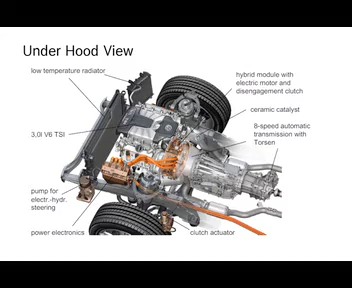 Under Hood View
low temperature radiator
hybrid module with
electric motor and
disengagement clutch
ceramic catalyst
3,0l V6 TSI
8-speed automatic
transmission with
Torsen
pump for
electr.-hydr.
steering
power electronics
clutch actuator